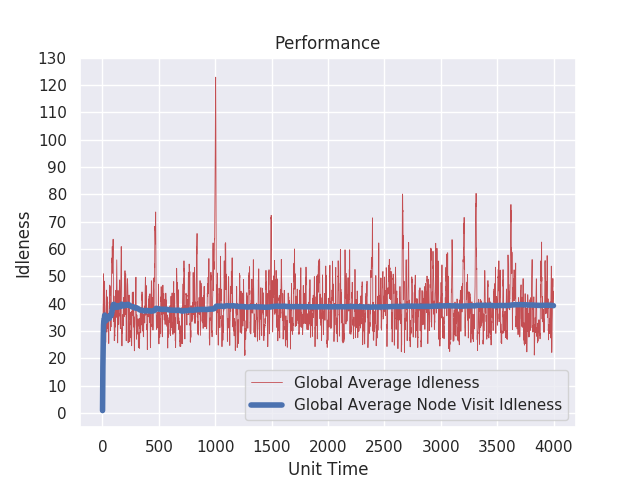 Performance
130
120
110
100
90
80
70
60
50
40
30
20
10
0
Idleness
Global Average Idleness
Global Average Node Visit Idleness
0 500 1000 1500 2000 2500 3000 3500 4000
Unit Time